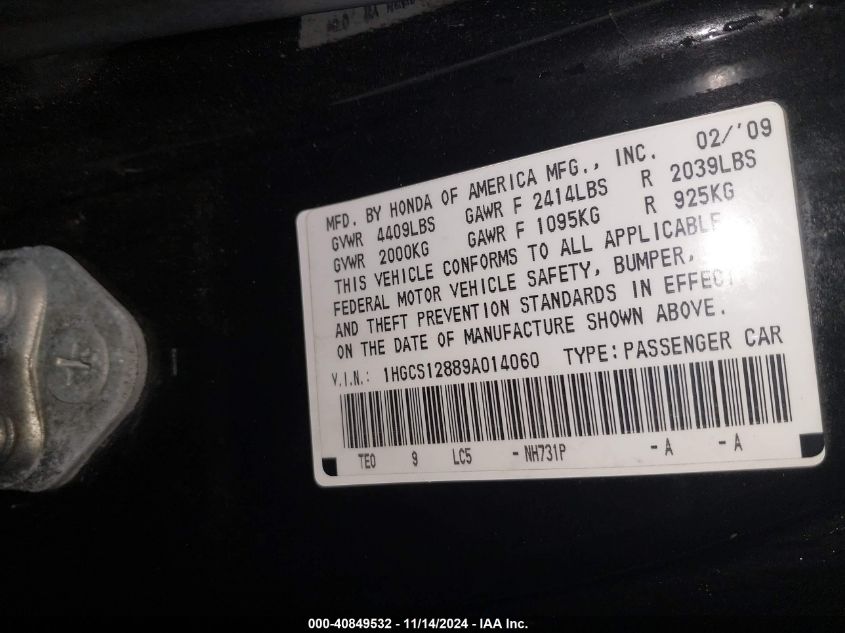 02/'09
MFD. BY HONDA OF AMERICA MFG., INC.
GVWR 4409LBS GAWR F 2414LBS R 2039LBS
GVWR 2000KG GAWR F 1095KG R 925KG
THIS VEHICLE CONFORMS TO ALL APPLICABLE
FEDERAL MOTOR VEHICLE SAFETY, BUMPER,
AND THEFT PREVENTION STANDARDS IN EFFECT
ON THE DATE OF MANUFACTURE SHOWN ABOVE.
V.I.N.: 1HGCS12889A014060 TYPE:PASSENGER CAR
TE0 9 LC5 -NH731P -A -A
000-40849532 - 11/14/2024 - IAA Inc.